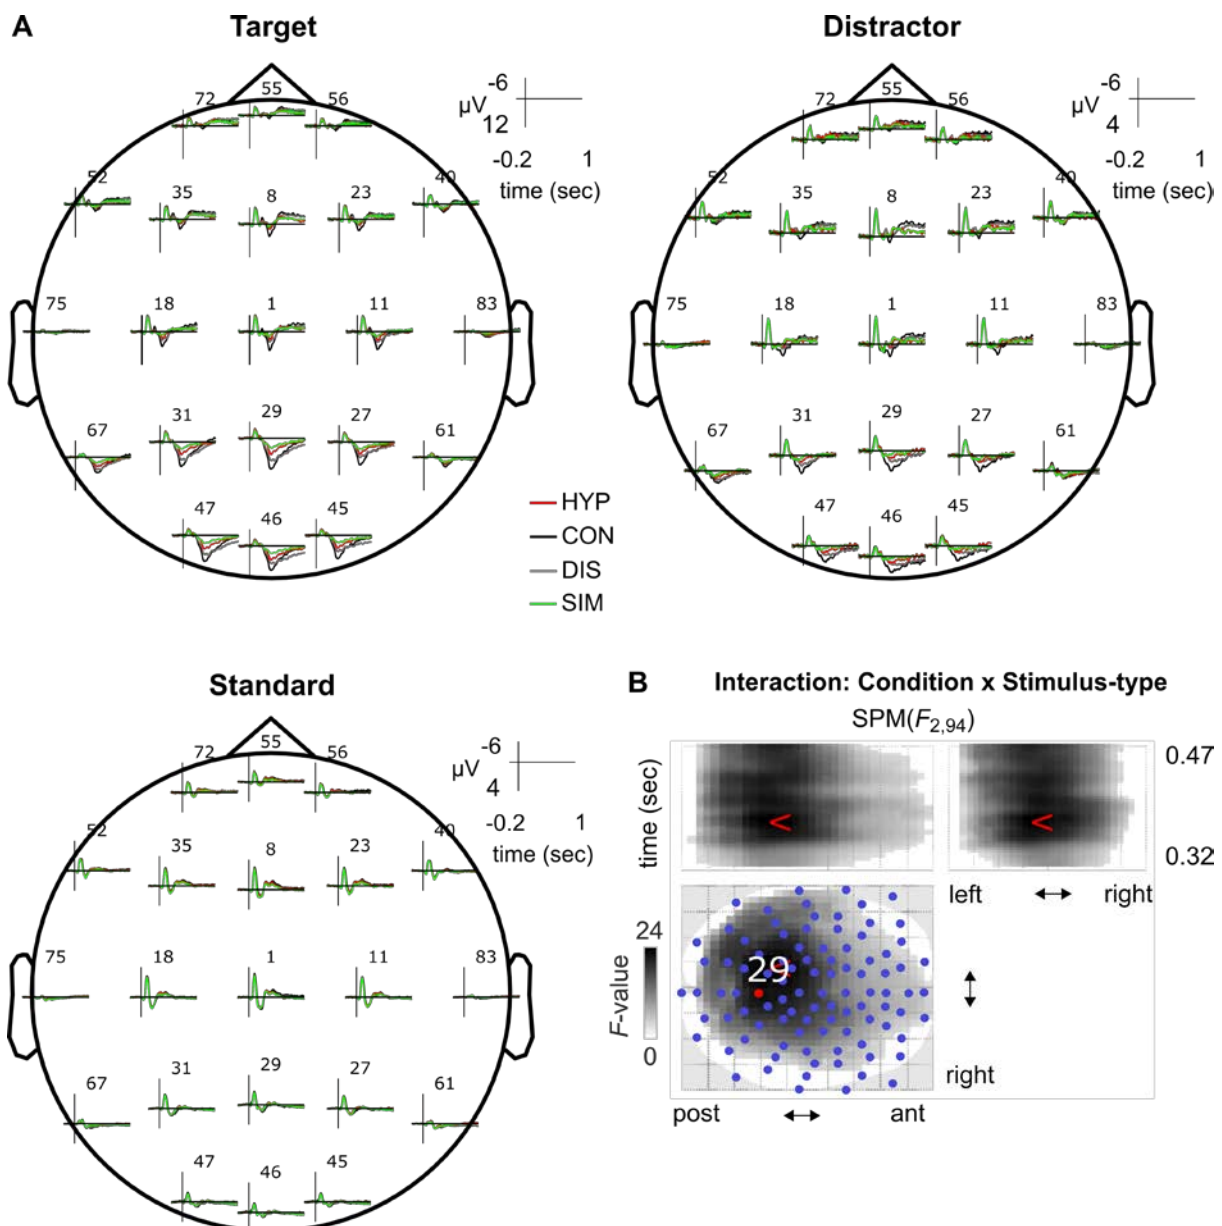 A
Target
Distractor
72 55 56
-6
µV
12
-0.2 1
time (sec)
52 35 8 23 40
75 18 1 11 83
67 31 29 27 61
47 46 45
72 55 56
-6
µV
4
-0.2 1
time (sec)
52 35 8 23 40
75 18 1 11 83
67 31 29 27 61
47 46 45
HYP
CON
DIS
SIM
Standard
72 55 56
-6
µV
4
-0.2 1
time (sec)
52 35 8 23 40
75 18 1 11 83
67 31 29 27 61
47 46 45
B
Interaction: Condition x Stimulus-type
SPM(F2,94)
time (sec)
0.47
0.32
< <
left ↔ right
24
F-value
0
29
right
post ↔ ant